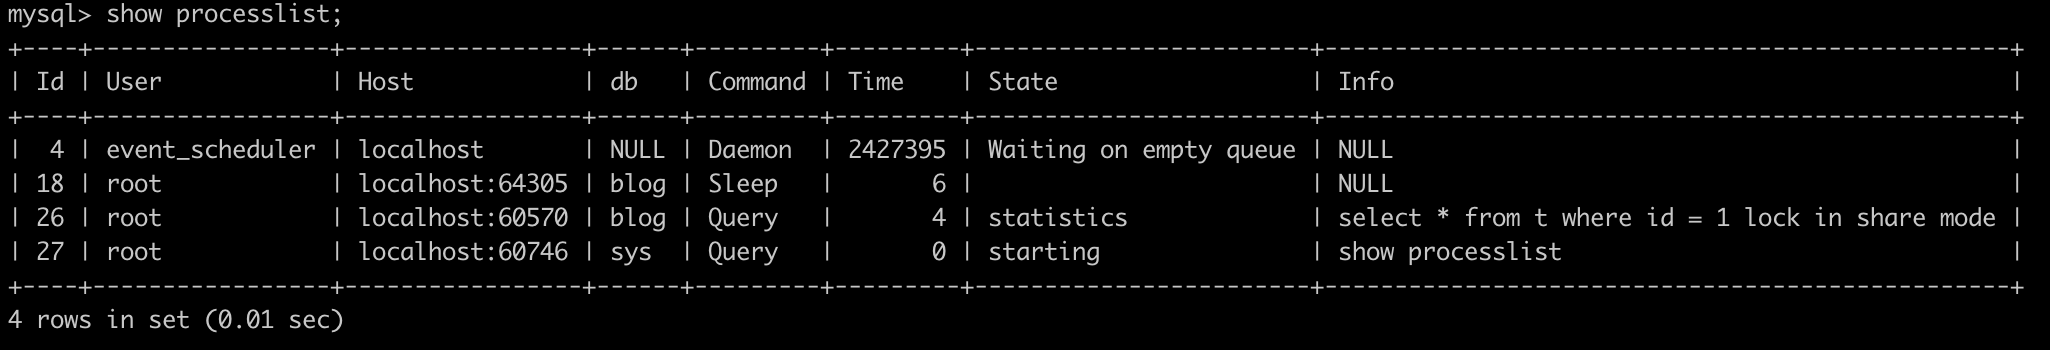 mysql> show processlist;
+----+-----------------+-----------------+------+---------+---------+------------------------+-------------------------------------------------+
| Id | User            | Host            | db   | Command | Time    | State                  | Info                                            |
+----+-----------------+-----------------+------+---------+---------+------------------------+-------------------------------------------------+
|  4 | event_scheduler | localhost       | NULL | Daemon  | 2427395 | Waiting on empty queue | NULL                                            |
| 18 | root            | localhost:64305 | blog | Sleep   |       6 |                        | NULL                                            |
| 26 | root            | localhost:60570 | blog | Query   |       4 | statistics             | select * from t where id = 1 lock in share mode |
| 27 | root            | localhost:60746 | sys  | Query   |       0 | starting               | show processlist                                |
+----+-----------------+-----------------+------+---------+---------+------------------------+-------------------------------------------------+
4 rows in set (0.01 sec)